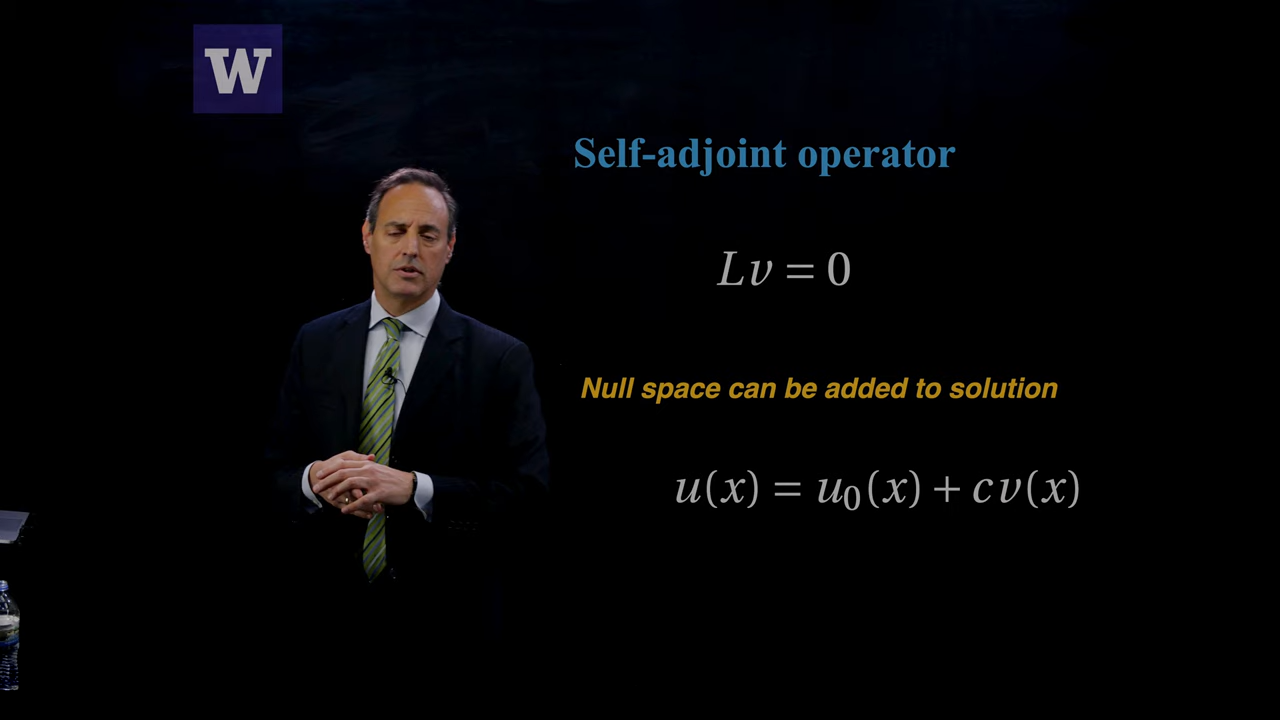 W
Self-adjoint operator
Lv = 0
Null space can be added to solution
u(x) = u₀(x) + cv(x)